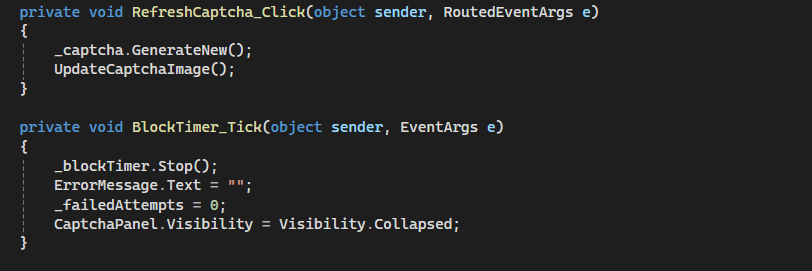 private void RefreshCaptcha_Click(object sender, RoutedEventArgs e)
{
    _captcha.GenerateNew();
    UpdateCaptchaImage();
}

private void BlockTimer_Tick(object sender, EventArgs e)
{
    _blockTimer.Stop();
    ErrorMessage.Text = "";
    _failedAttempts = 0;
    CaptchaPanel.Visibility = Visibility.Collapsed;
}